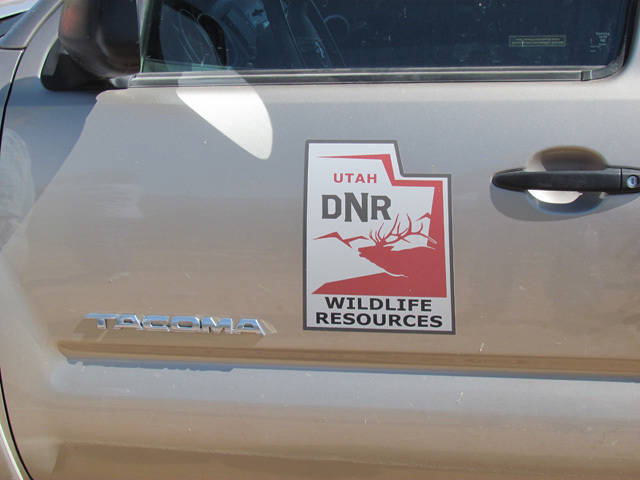 UTAH
DNR
WILDLIFE
RESOURCES
TACOMA